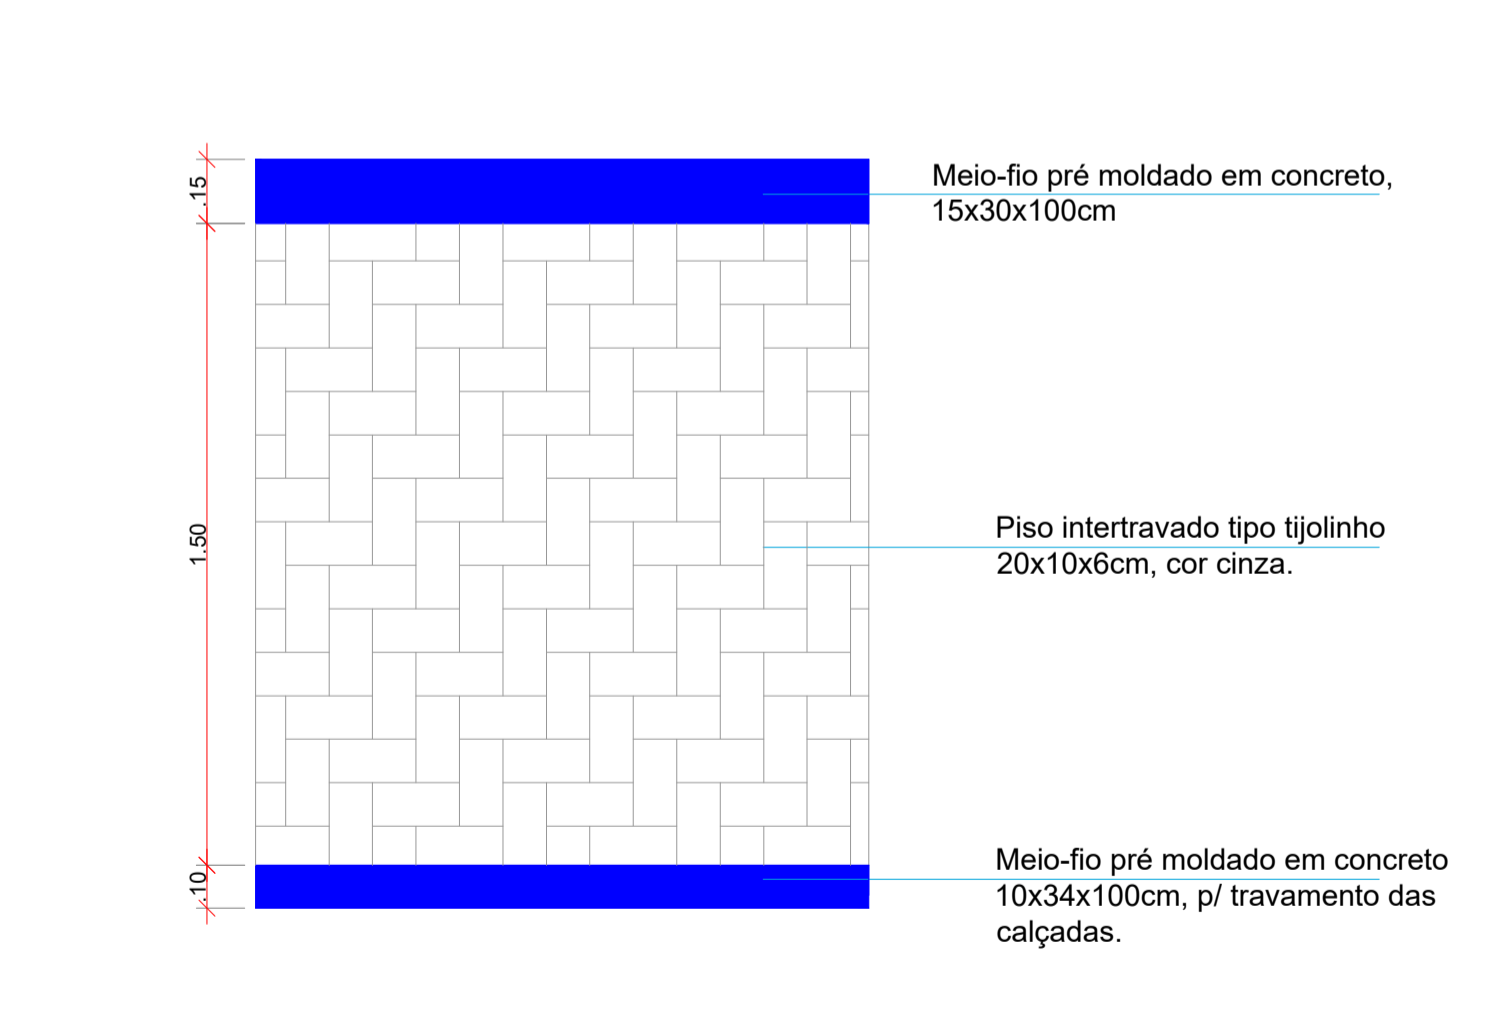 .15
Meio-fio pré moldado em concreto,
15x30x100cm
1.50
Piso intertravado tipo tijolinho
20x10x6cm, cor cinza.
.10
Meio-fio pré moldado em concreto
10x34x100cm, p/ travamento das
calçadas.